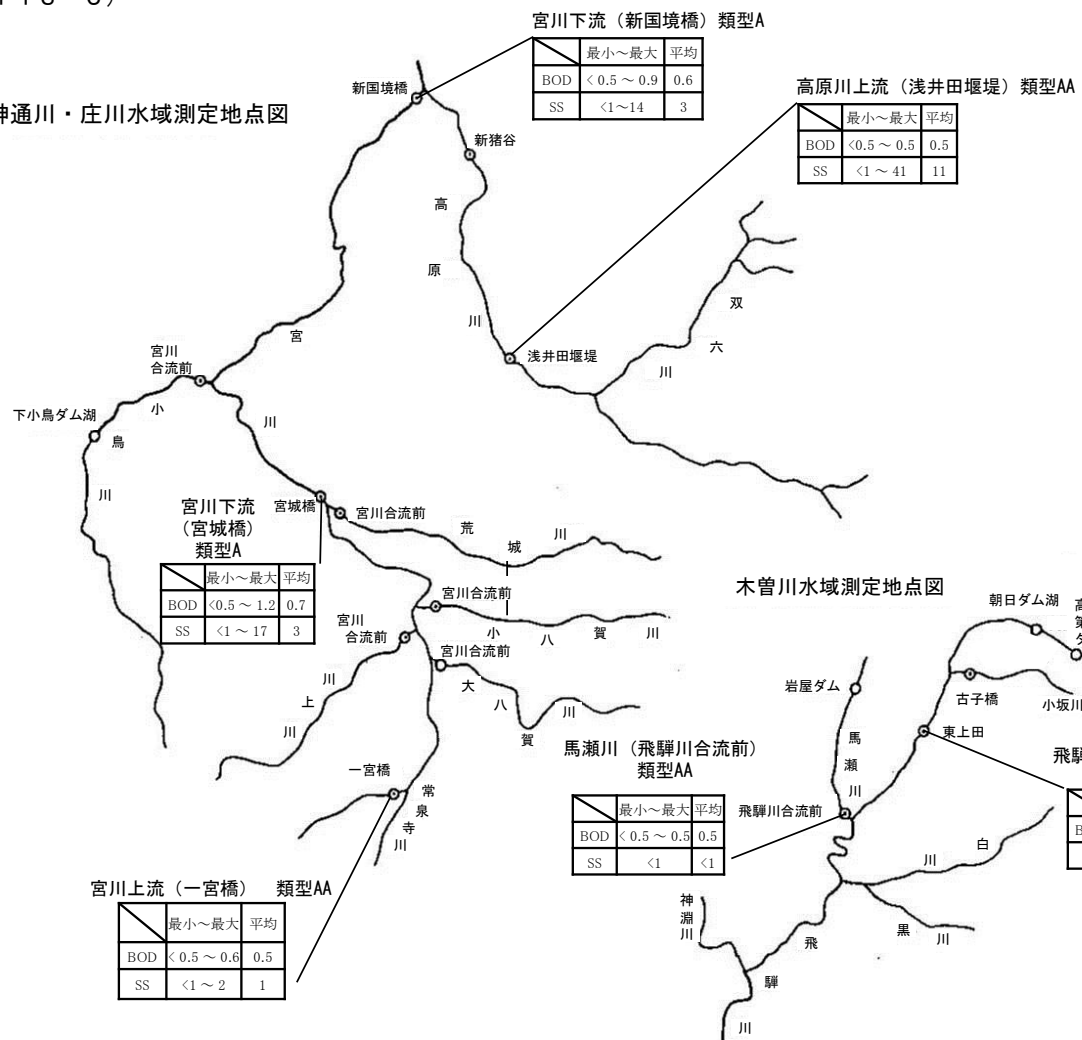 神通川・庄川水域測定地点図
宮川下流（新国境橋）類型A
最小～最大 平均
BOD <0.5～0.9 0.6
SS <1～14 3
高原川上流（浅井田堰堤）類型AA
最小～最大 平均
BOD <0.5～0.5 0.5
SS <1～41 11
新国境橋
新猪谷
高原川
双六川
浅井田堰堤
宮川
宮川
合流前
下小鳥ダム湖
小鳥川
宮城橋
宮川合流前
荒城川
宮川下流
（宮城橋）
類型A
最小～最大 平均
BOD <0.5～1.2 0.7
SS <1～17 3
宮川合流前
小八賀川
宮川
合流前
川上川
宮川合流前
大八賀川
一宮橋
常泉寺川
宮川上流（一宮橋） 類型AA
最小～最大 平均
BOD <0.5～0.6 0.5
SS <1～2 1
木曽川水域測定地点図
朝日ダム湖
高
第
岩屋ダム
古子橋
小坂川
東上田
馬瀬川
馬瀬川（飛騨川合流前）
類型AA
最小～最大 平均
BOD <0.5～0.5 0.5
SS <1 <1
飛騨川合流前
飛騨
B
白川
黒川
神淵川
飛騨川